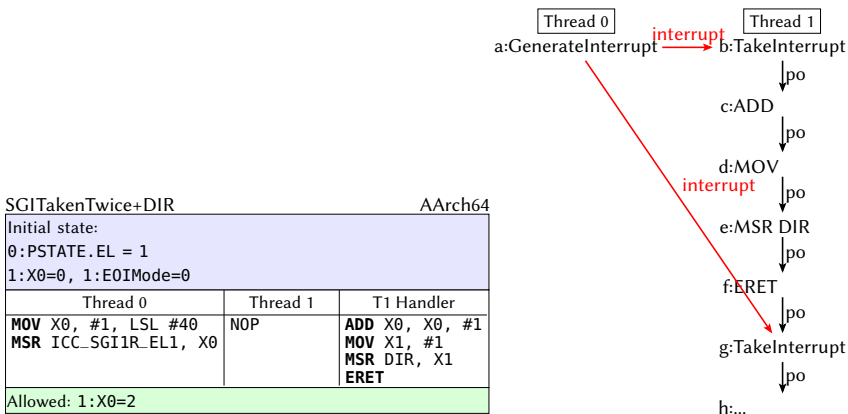 SGITakenTwice+DIR AArch64
Initial state:
0:PSTATE.EL = 1
1:X0=0, 1:EOIMode=0
Thread 0 Thread 1 T1 Handler
MOV X0, #1, LSL #40 NOP ADD X0, X0, #1
MSR ICC_SGI1R_EL1, X0 MOV X1, #1
MSR DIR, X1
ERET
Allowed: 1:X0=2
Thread 0 Thread 1
a:GenerateInterrupt interrupt b:TakeInterrupt
po
c:ADD
po
d:MOV
interrupt po
e:MSR DIR
po
f:ERET
po
g:TakeInterrupt
po
h:...